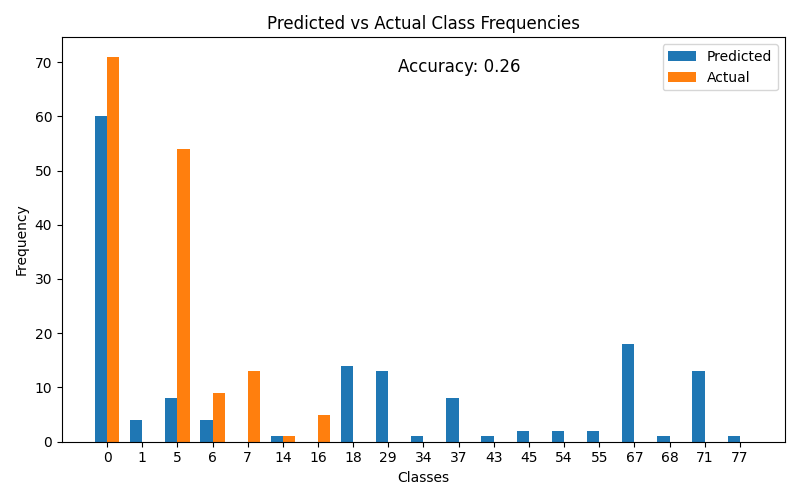 Predicted vs Actual Class Frequencies
Accuracy: 0.26
Predicted
Actual
Frequency
70
60
50
40
30
20
10
0
0 1 5 6 7 14 16 18 29 34 37 43 45 54 55 67 68 71 77
Classes